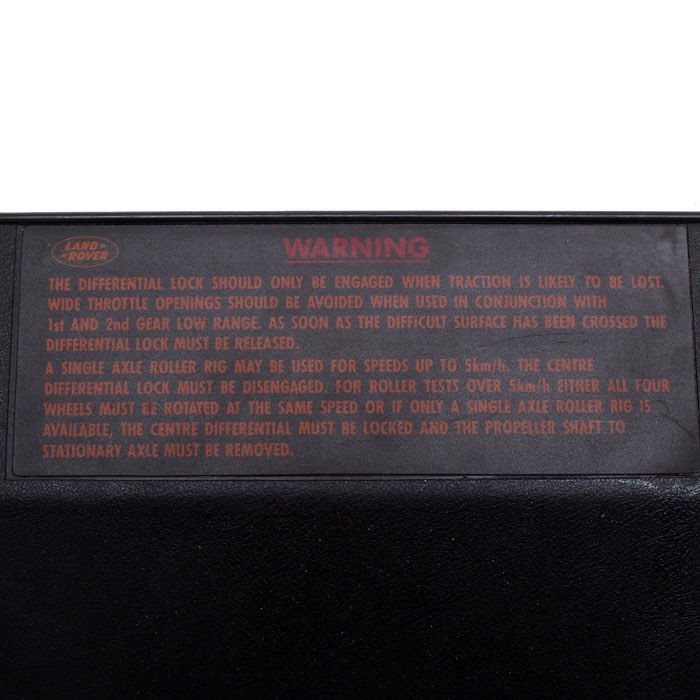 LAND ROVER
WARNING
THE DIFFERENTIAL LOCK SHOULD ONLY BE ENGAGED WHEN TRACTION IS LIKELY TO BE LOST.
WIDE THROTTLE OPENINGS SHOULD BE AVOIDED WHEN USED IN CONJUNCTION WITH
1st AND 2nd GEAR LOW RANGE. AS SOON AS THE DIFFICULT SURFACE HAS BEEN CROSSED THE
DIFFERENTIAL LOCK MUST BE RELEASED.
A SINGLE AXLE ROLLER RIG MAY BE USED FOR SPEEDS UP TO 5km/h. THE CENTRE
DIFFERENTIAL LOCK MUST BE DISENGAGED. FOR ROLLER TESTS OVER 5km/h EITHER ALL FOUR
WHEELS MUST BE ROTATED AT THE SAME SPEED OR IF ONLY A SINGLE AXLE ROLLER RIG IS
AVAILABLE, THE CENTRE DIFFERENTIAL MUST BE LOCKED AND THE PROPELLER SHAFT TO
STATIONARY AXLE MUST BE REMOVED.